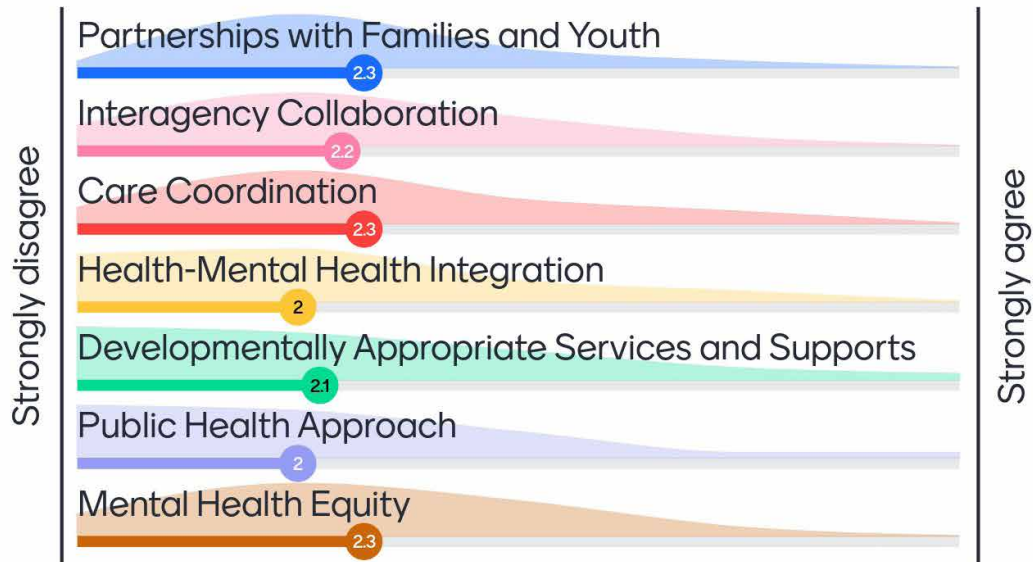 Strongly disagree
Partnerships with Families and Youth
2.3
Interagency Collaboration
2.2
Care Coordination
2.3
Health-Mental Health Integration
2
Developmentally Appropriate Services and Supports
2.1
Public Health Approach
2
Mental Health Equity
2.3
Strongly agree